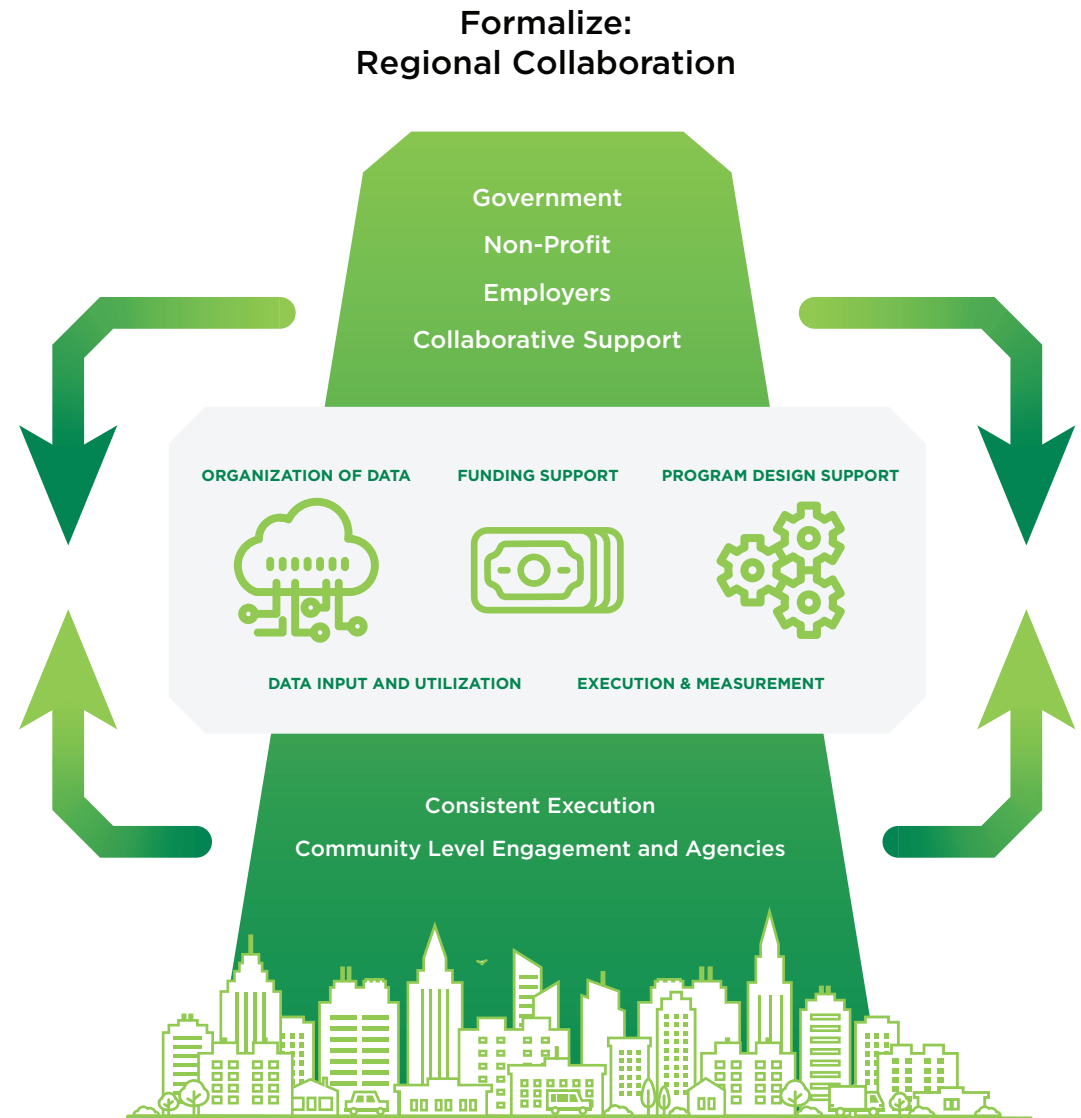 Formalize:
Regional Collaboration
Government
Non-Profit
Employers
Collaborative Support
ORGANIZATION OF DATA
FUNDING SUPPORT
PROGRAM DESIGN SUPPORT
DATA INPUT AND UTILIZATION
EXECUTION & MEASUREMENT
Consistent Execution
Community Level Engagement and Agencies